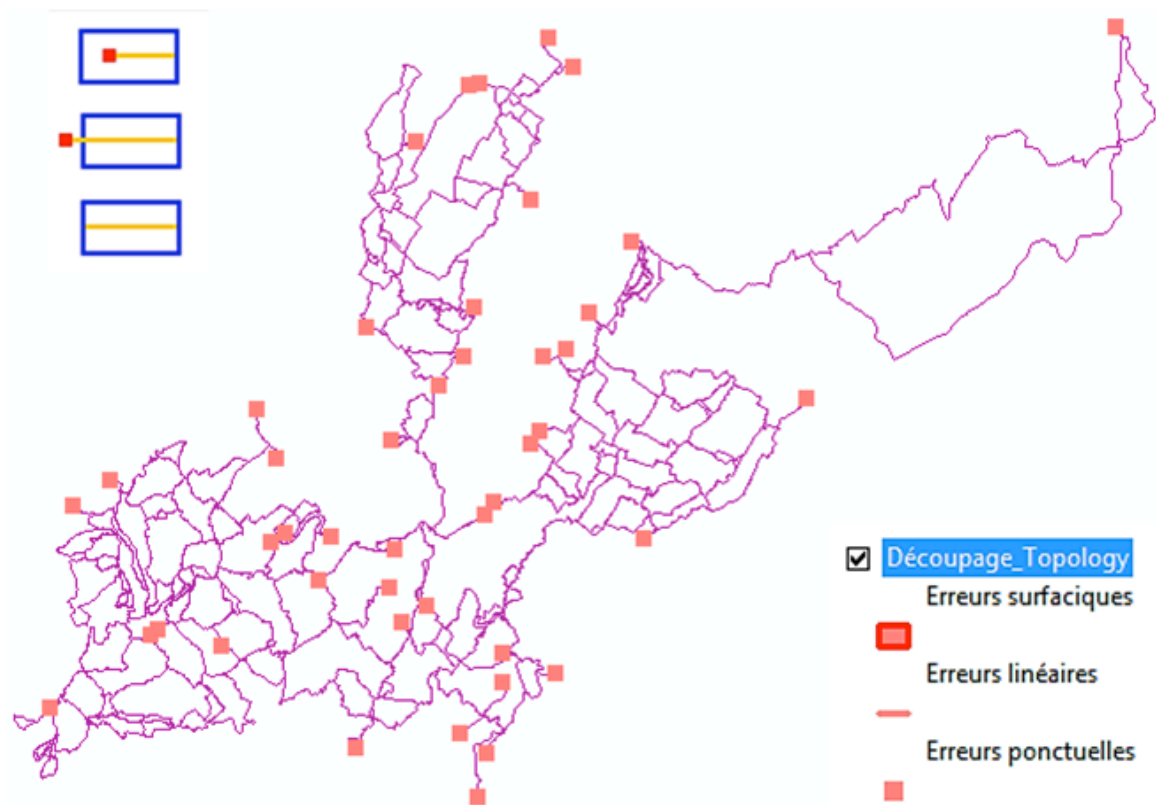 Découpage_Topology
Erreurs surfaciques
Erreurs linéaires
Erreurs ponctuelles